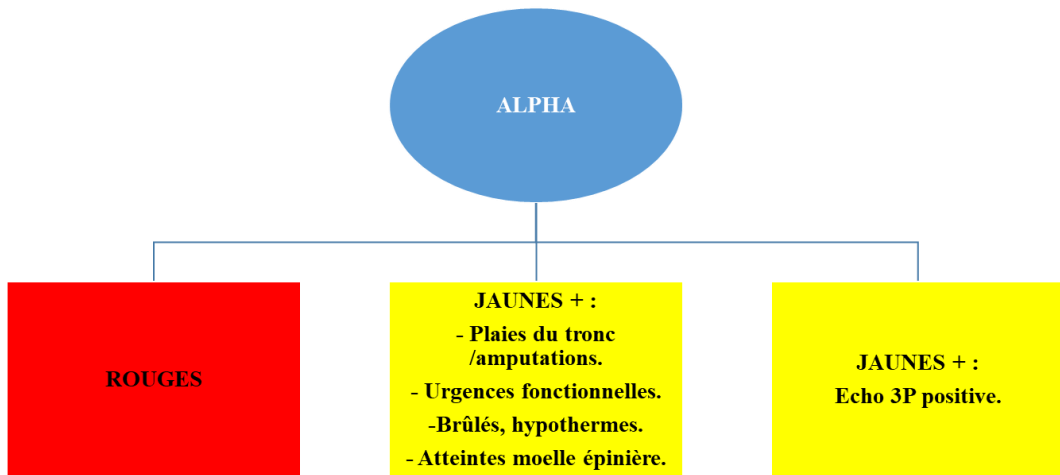 ALPHA
ROUGES
JAUNES + :
- Plaies du tronc
/amputations.
- Urgences fonctionnelles.
-Brûlés, hypothermes.
- Atteintes moelle épinière.
JAUNES + :
Echo 3P positive.